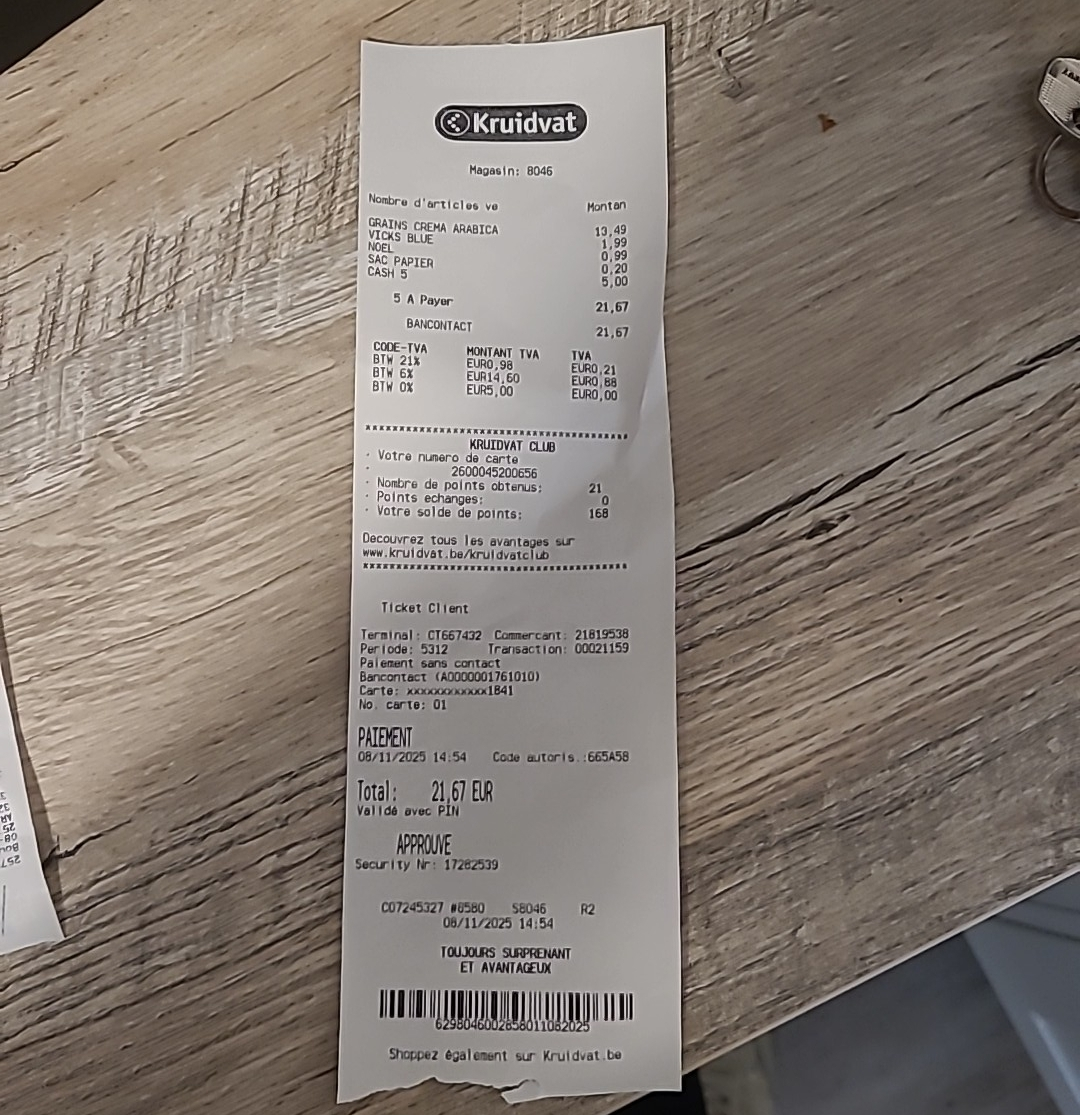 Kruidvat
Magasin: 8046
Nombre d'articles ve Montan
GRAINS CREMA ARABICA 13,49
VICKS BLUE 1,99
NOEL 0,99
SAC PAPIER 0,20
CASH 5 5,00
5 A Payer 21,67
BANCONTACT 21,67
CODE-TVA MONTANT TVA TVA
BTW 21% EUR0,98 EUR0,21
BTW 6% EUR14,60 EUR0,88
BTW 0% EUR5,00 EUR0,00
***************************************
KRUIDVAT CLUB
· Votre numero de carte
· 2600045200656
· Nombre de points obtenus: 21
· Points echanges: 0
· Votre solde de points: 168
Decouvrez tous les avantages sur
www.kruidvat.be/kruidvatclub
***************************************
Ticket Client
Terminal: CT667432 Commercant: 21819538
Periode: 5312 Transaction: 00021159
Paiement sans contact
Bancontact (A0000001761010)
Carte: xxxxxxxxxxxx1841
No. carte: 01
PAIEMENT
08/11/2025 14:54 Code autoris.:665A58
Total: 21,67 EUR
Validé avec PIN
APPROUVE
Security Nr: 17282539
C07245327 #8580 S8046 R2
08/11/2025 14:54
TOUJOURS SURPRENANT
ET AVANTAGEUX
6298046002858011082025
Shoppez également sur Kruidvat.be